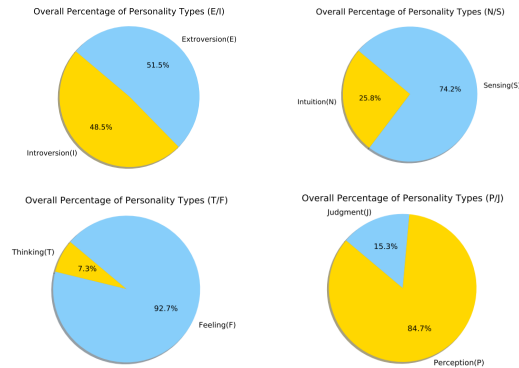 Overall Percentage of Personality Types (E/I)
Extroversion(E)
51.5%
48.5%
Introversion(I)
Overall Percentage of Personality Types (N/S)
74.2%
Sensing(S
25.8%
Intuition(N)
Overall Percentage of Personality Types (T/F)
Thinking(T)
7.3%
92.7%
Feeling(F)
Overall Percentage of Personality Types (P/J)
Judgment(J)
15.3%
84.7%
Perception(P)